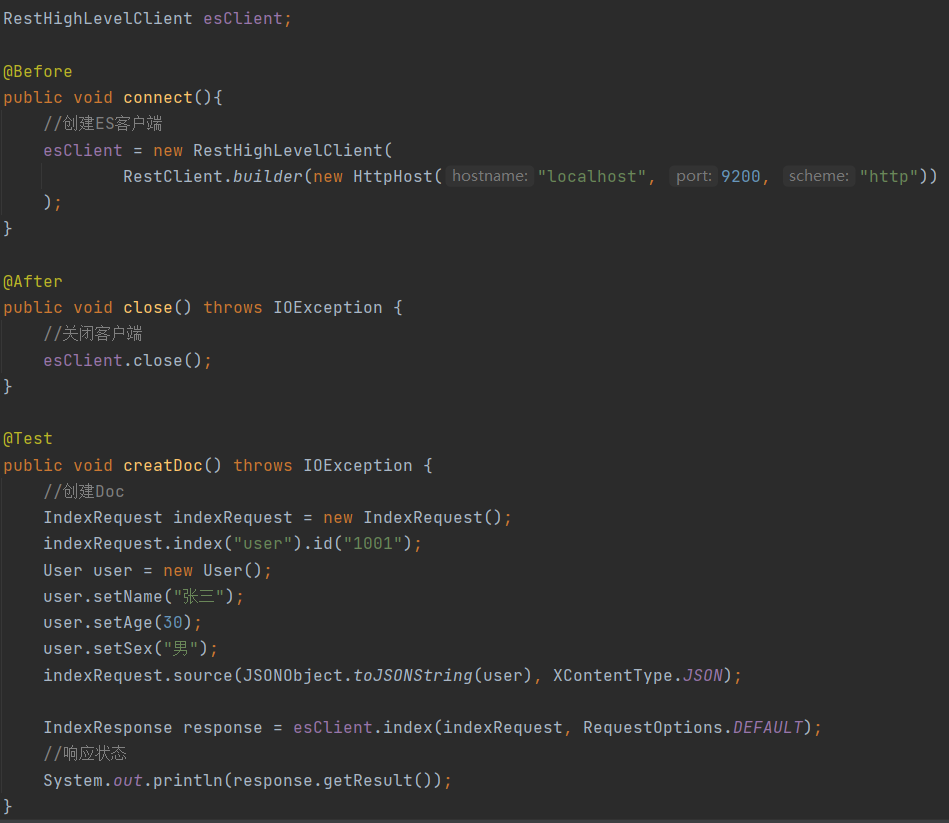 RestHighLevelClient esClient;
@Before
public void connect(){
//创建ES客户端
esClient = new RestHighLevelClient(
RestClient.builder(new HttpHost( hostname: "localhost", port: 9200, scheme: "http"))
);
}
@After
public void close() throws IOException {
//关闭客户端
esClient.close();
}
@Test
public void creatDoc() throws IOException {
//创建Doc
IndexRequest indexRequest = new IndexRequest();
indexRequest.index("user").id("1001");
User user = new User();
user.setName("张三");
user.setAge(30);
user.setSex("男");
indexRequest.source(JSONObject.toJSONString(user), XContentType.JSON);
IndexResponse response = esClient.index(indexRequest, RequestOptions.DEFAULT);
//响应状态
System.out.println(response.getResult());
}